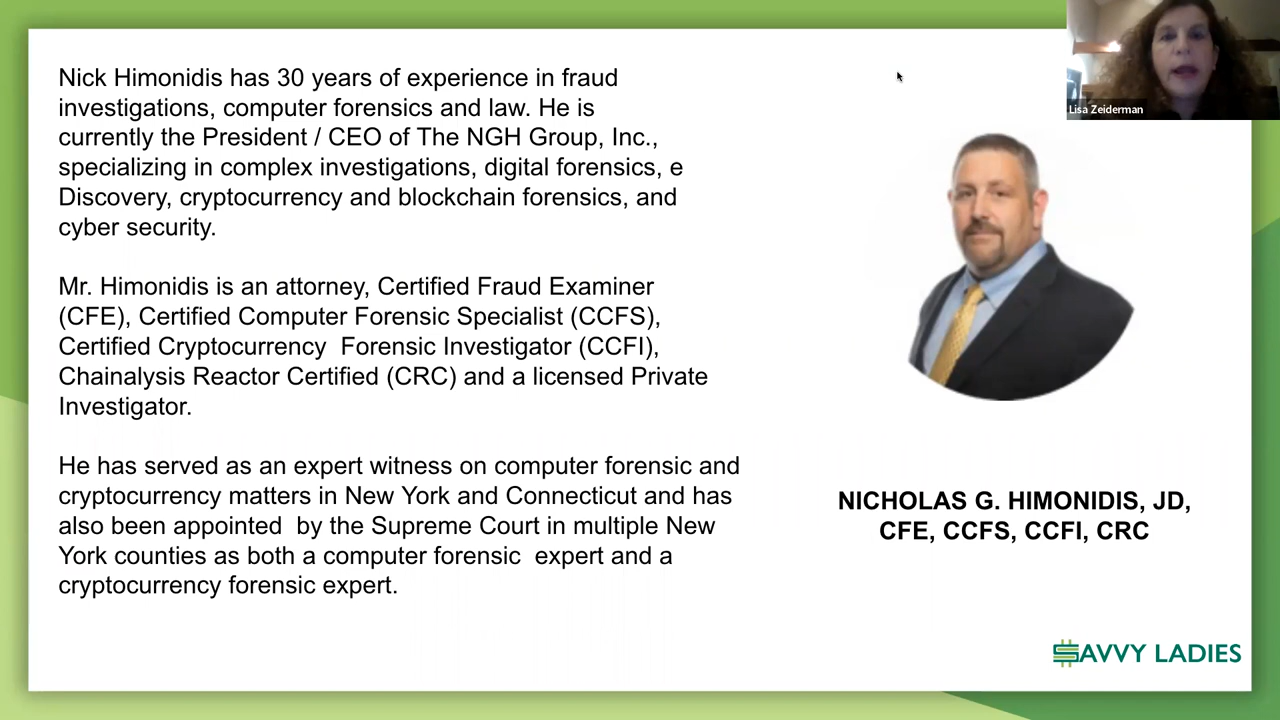 Nick Himonidis has 30 years of experience in fraud
investigations, computer forensics and law. He is
currently the President / CEO of The NGH Group, Inc.,
specializing in complex investigations, digital forensics, e
Discovery, cryptocurrency and blockchain forensics, and
cyber security.
Mr. Himonidis is an attorney, Certified Fraud Examiner
(CFE), Certified Computer Forensic Specialist (CCFS),
Certified Cryptocurrency  Forensic Investigator (CCFI),
Chainalysis Reactor Certified (CRC) and a licensed Private
Investigator.
He has served as an expert witness on computer forensic and
cryptocurrency matters in New York and Connecticut and has
also been appointed  by the Supreme Court in multiple New
York counties as both a computer forensic  expert and a
cryptocurrency forensic expert.
Lisa Zeiderman
NICHOLAS G. HIMONIDIS, JD,
CFE, CCFS, CCFI, CRC
SAVVY LADIES